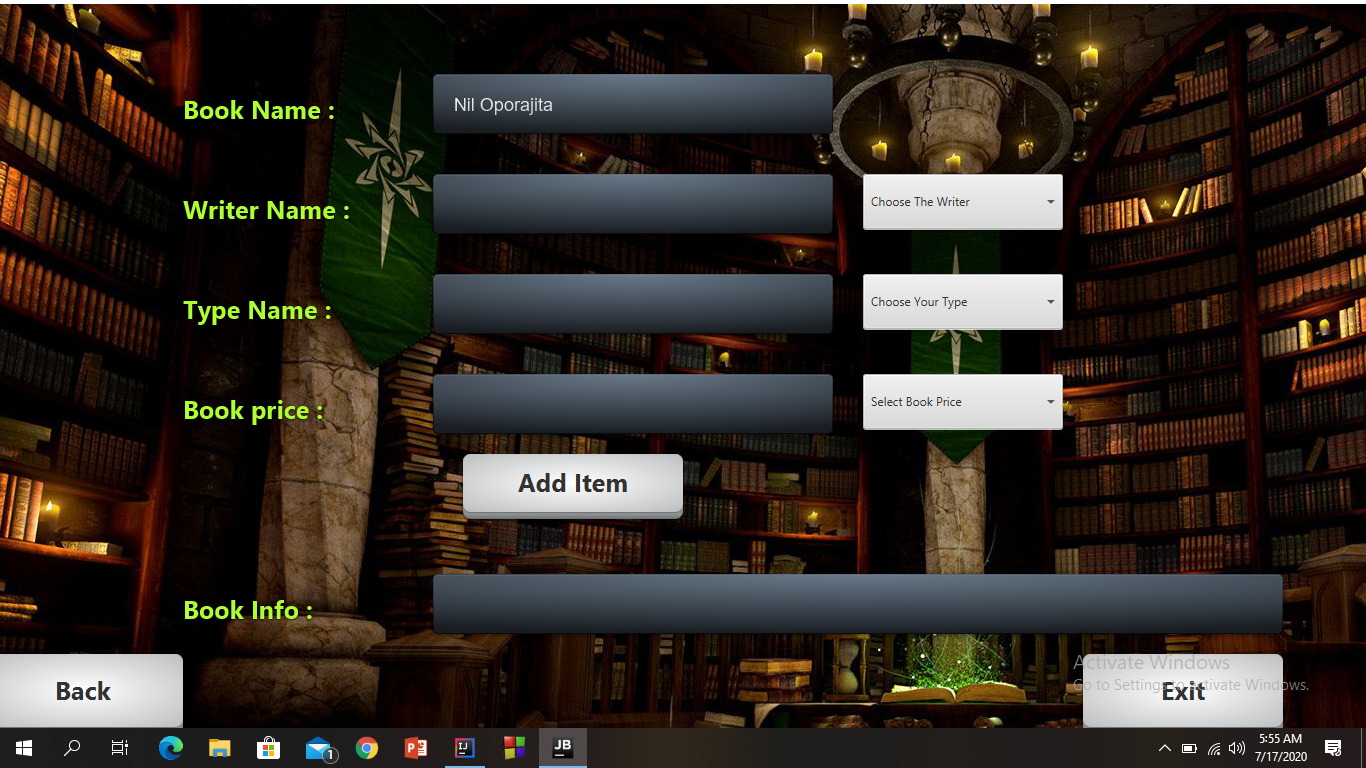 Book Name :
Nil Oporajita
Writer Name :
Choose The Writer
Type Name :
Choose Your Type
Book price :
Select Book Price
Add Item
Book Info :
Back
Activate Windows
Go to Settings to activate Windows.
Exit
1
P
IJ
JB
5:55 AM
7/17/2020